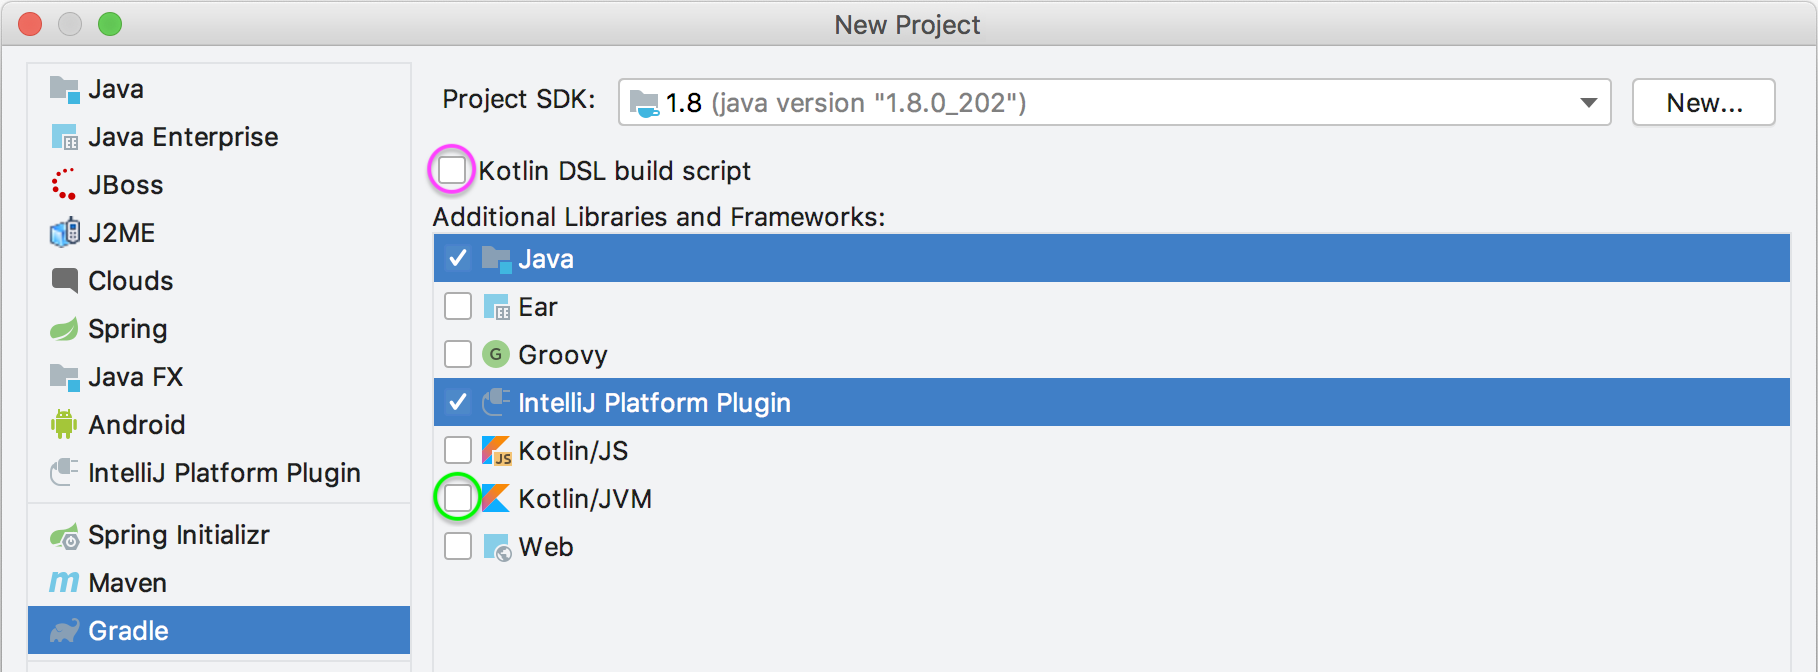 New Project
Java
Java Enterprise
JBoss
J2ME
Clouds
Spring
Java FX
Android
IntelliJ Platform Plugin
Spring Initializr
m Maven
Gradle
Project SDK: 1.8 (java version "1.8.0_202") New...
Kotlin DSL build script
Additional Libraries and Frameworks:
Java
EE Ear
G Groovy
IntelliJ Platform Plugin
JS Kotlin/JS
Kotlin/JVM
Web